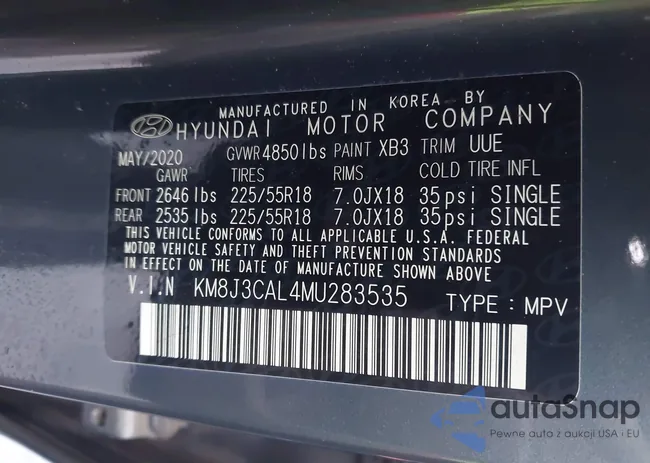 MANUFACTURED IN KOREA BY
HYUNDAI MOTOR COMPANY
MAY/2020 GVWR 4850lbs PAINT XB3 TRIM UUE
GAWR TIRES RIMS COLD TIRE INFL
FRONT 2646 lbs 225/55R18 7.0JX18 35psi SINGLE
REAR 2535 lbs 225/55R18 7.0JX18 35psi SINGLE
THIS VEHICLE CONFORMS TO ALL APPLICABLE U.S.A. FEDERAL
MOTOR VEHICLE SAFETY AND THEFT PREVENTION STANDARDS
IN EFFECT ON THE DATE OF MANUFACTURE SHOWN ABOVE
V.I.N KM8J3CAL4MU283535 TYPE : MPV
autaSnap
Pewne auta z aukcji USA i EU